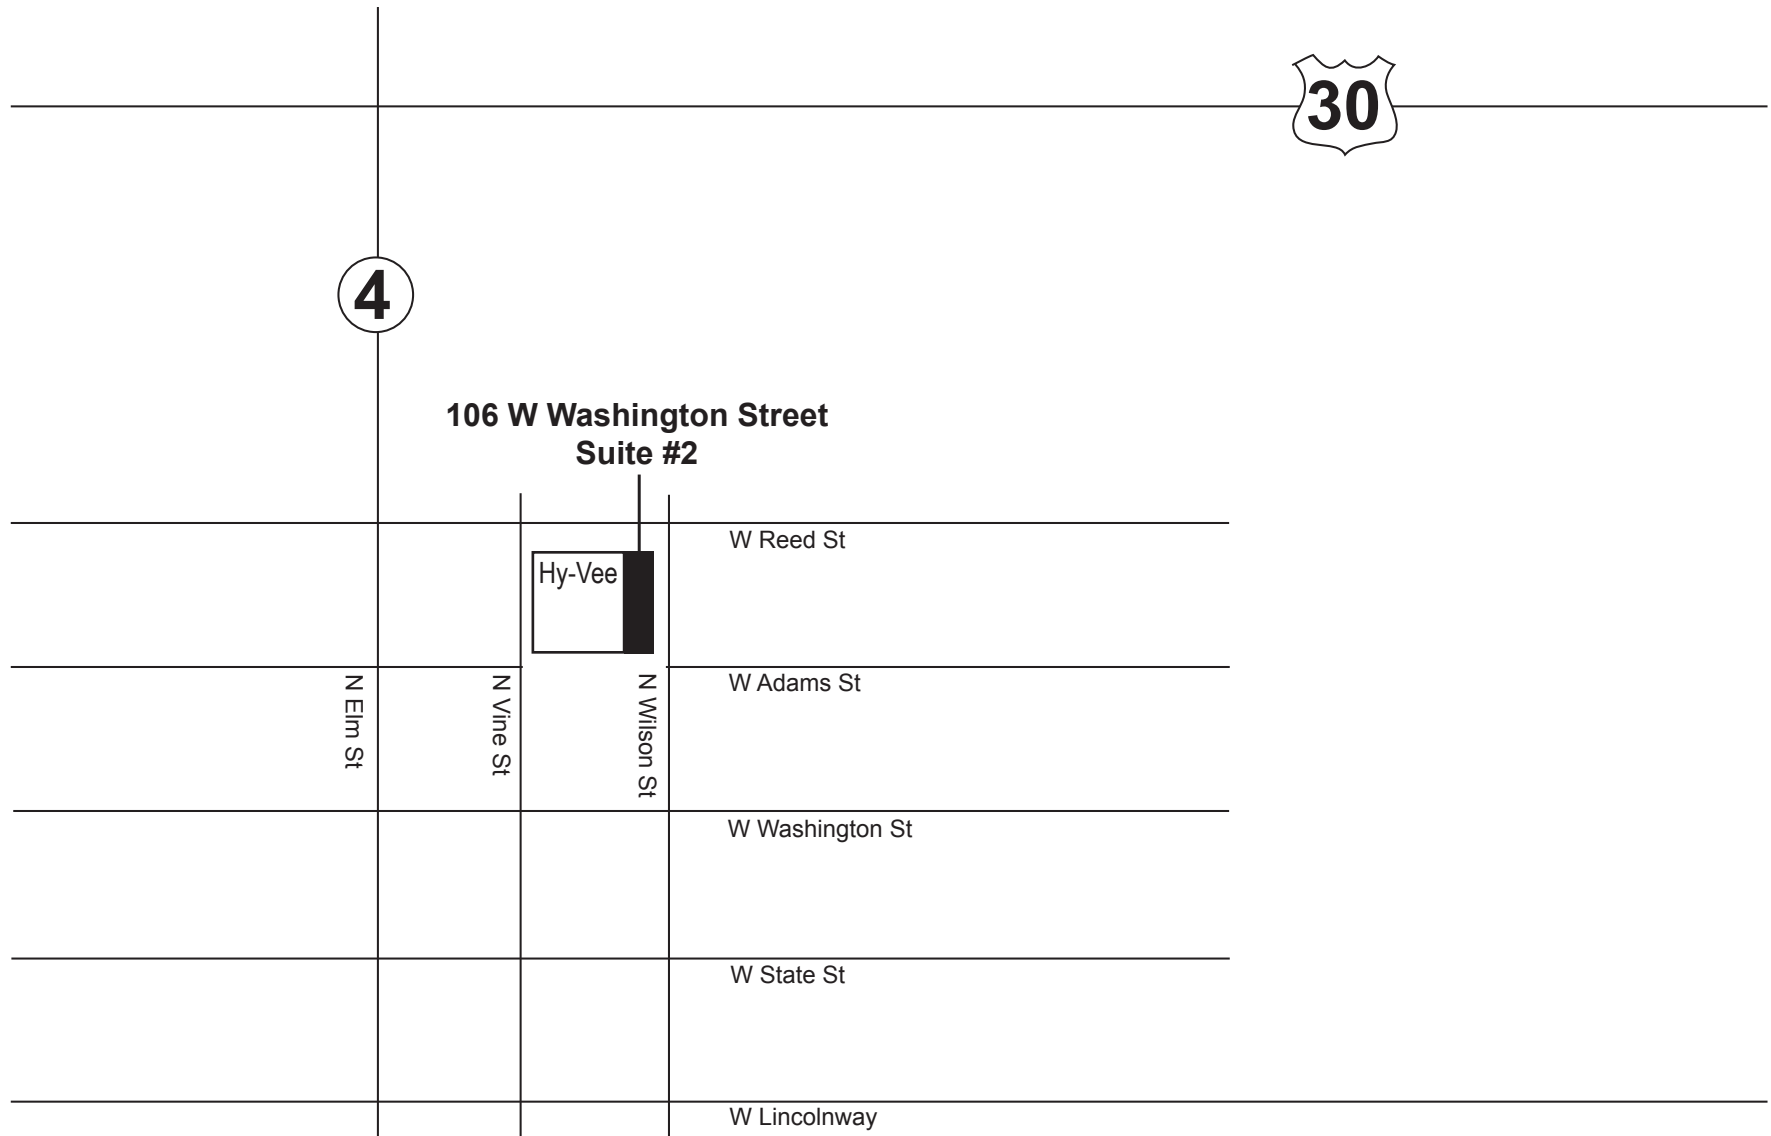 30
4
106 W Washington Street
Suite #2
W Reed St
Hy-Vee
N Elm St
N Vine St
N Wilson St
W Adams St
W Washington St
W State St
W Lincolnway